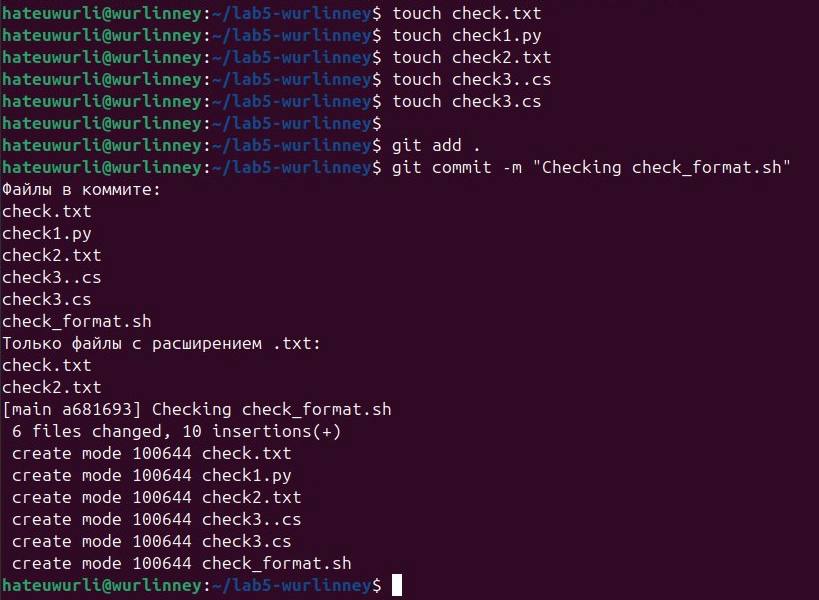 hateuwurli@wurlinney:~/lab5-wurlinney$ touch check.txt
hateuwurli@wurlinney:~/lab5-wurlinney$ touch check1.py
hateuwurli@wurlinney:~/lab5-wurlinney$ touch check2.txt
hateuwurli@wurlinney:~/lab5-wurlinney$ touch check3..cs
hateuwurli@wurlinney:~/lab5-wurlinney$ touch check3.cs
hateuwurli@wurlinney:~/lab5-wurlinney$
hateuwurli@wurlinney:~/lab5-wurlinney$ git add .
hateuwurli@wurlinney:~/lab5-wurlinney$ git commit -m "Checking check_format.sh"
Файлы в коммите:
check.txt
check1.py
check2.txt
check3..cs
check3.cs
check_format.sh
Только файлы с расширением .txt:
check.txt
check2.txt
[main a681693] Checking check_format.sh
 6 files changed, 10 insertions(+)
 create mode 100644 check.txt
 create mode 100644 check1.py
 create mode 100644 check2.txt
 create mode 100644 check3..cs
 create mode 100644 check3.cs
 create mode 100644 check_format.sh
hateuwurli@wurlinney:~/lab5-wurlinney$